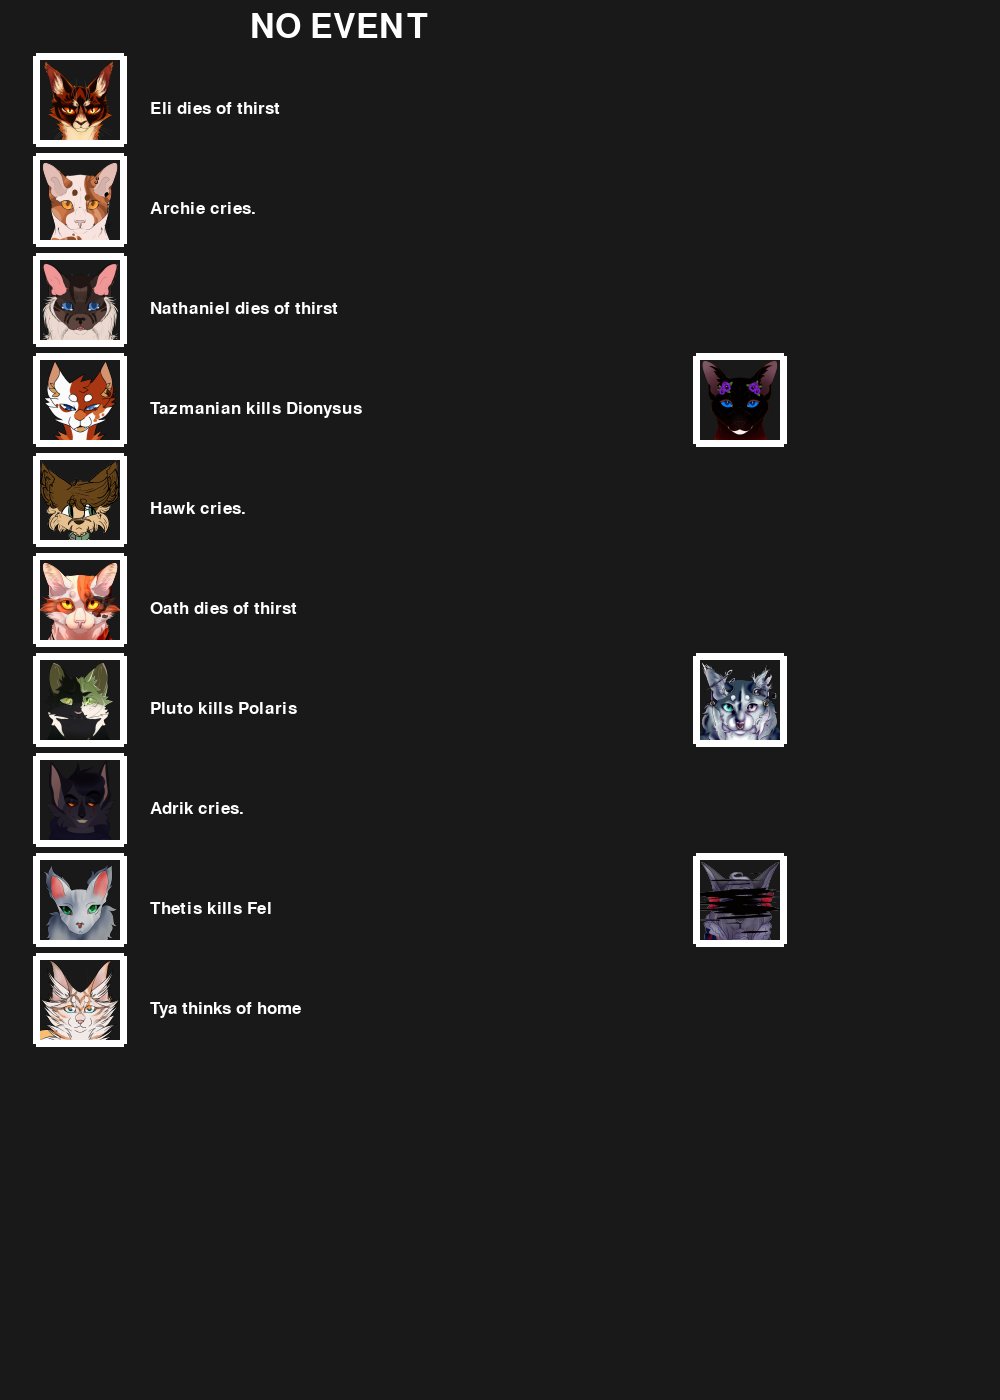 NO EVENT
Eli dies of thirst
Archie cries.
Nathaniel dies of thirst
Tazmanian kills Dionysus
Hawk cries.
Oath dies of thirst
Pluto kills Polaris
Adrik cries.
Thetis kills Fel
Tya thinks of home